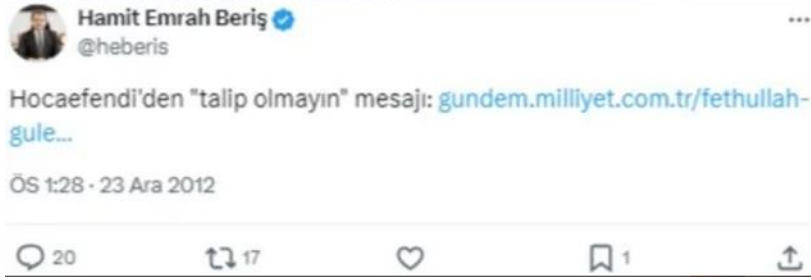 Hamit Emrah Beriş
@heberis
Hocaefendi'den "talip olmayın" mesajı: gundem.milliyet.com.tr/fethullah-
gule...
ÖS 1:28 · 23 Ara 2012
20 17 1